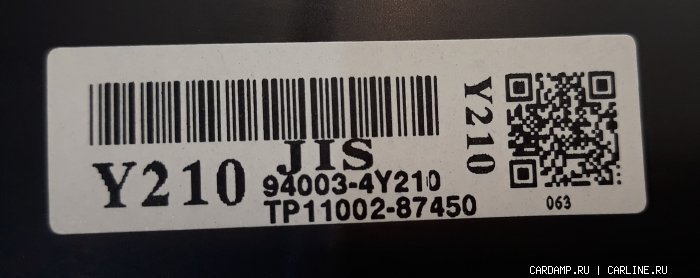 JIS
Y210
94003-4Y210
TP11002-87450
Y210
063
CARDAMP.RU | CARLINE.RU